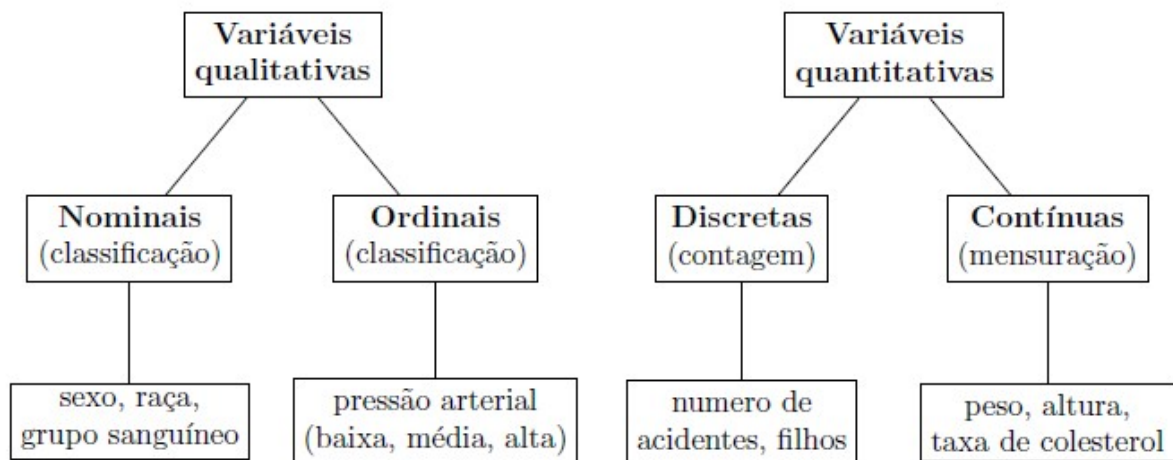 Variáveis
qualitativas
Variáveis
quantitativas
Nominais
(classificação)
Ordinais
(classificação)
Discretas
(contagem)
Contínuas
(mensuração)
sexo, raça,
grupo sanguíneo
pressão arterial
(baixa, média, alta)
numero de
acidentes, filhos
peso, altura,
taxa de colesterol